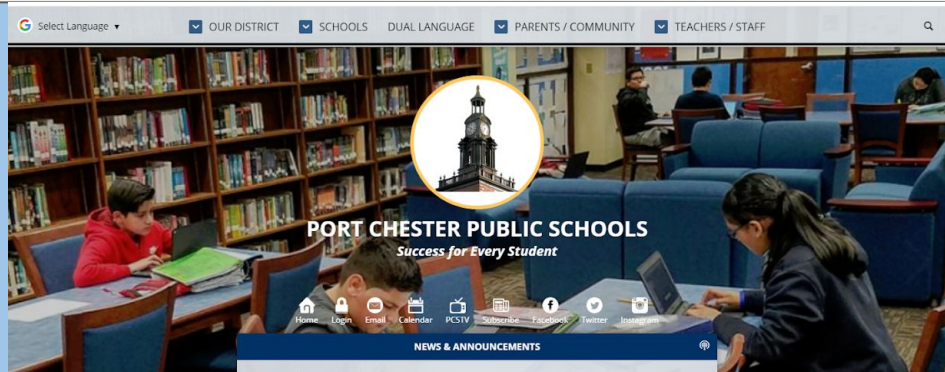 Select Language ▼ OUR DISTRICT SCHOOLS DUAL LANGUAGE PARENTS / COMMUNITY TEACHERS / STAFF
PORT CHESTER PUBLIC SCHOOLS
Success for Every Student
Home Login Email Calendar PCSTV Subscribe Facebook Twitter Instagram
NEWS & ANNOUNCEMENTS